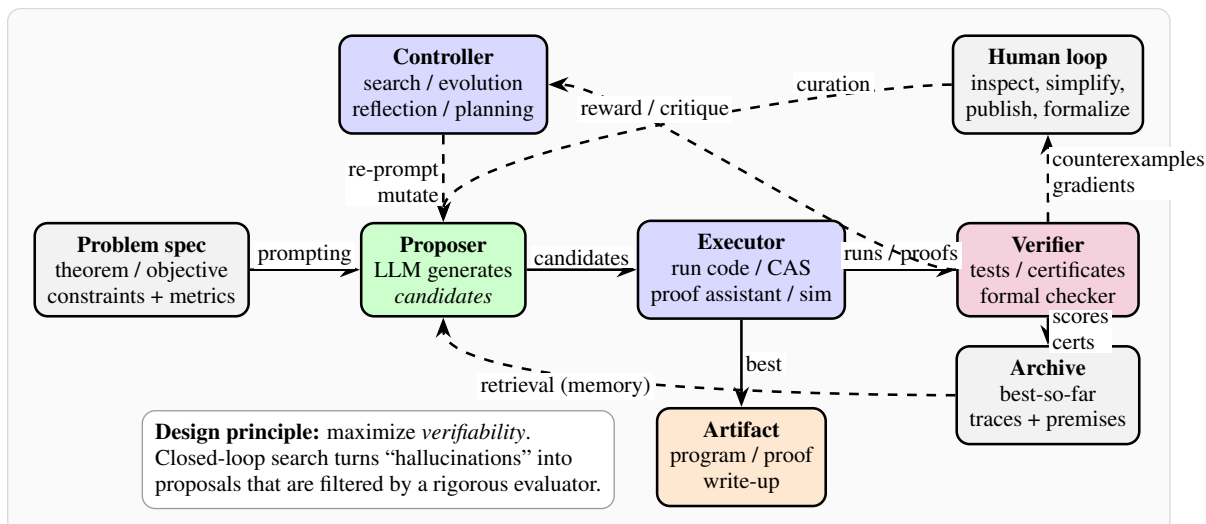 Controller
search / evolution
reflection / planning
Human loop
inspect, simplify,
publish, formalize
curation
reward / critique
re-prompt
mutate
counterexamples
gradients
Problem spec
theorem / objective
constraints + metrics
prompting
Proposer
LLM generates
candidates
candidates
Executor
run code / CAS
proof assistant / sim
runs / proofs
Verifier
tests / certificates
formal checker
scores
certs
best
retrieval (memory)
Archive
best-so-far
traces + premises
Artifact
program / proof
write-up
Design principle: maximize verifiability.
Closed-loop search turns “hallucinations” into
proposals that are filtered by a rigorous evaluator.